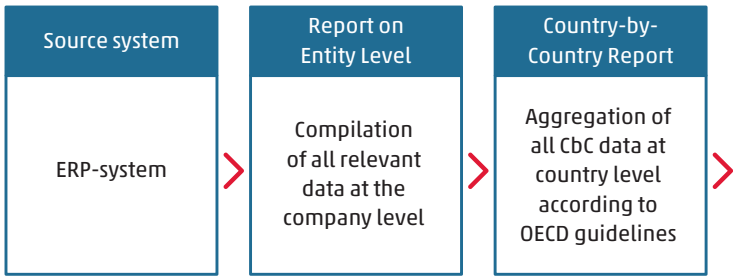 Source system
ERP-system
Report on
Entity Level
Compilation
of all relevant
data at the
company level
Country-by-
Country Report
Aggregation of
all CbC data at
country level
according to
OECD guidelines